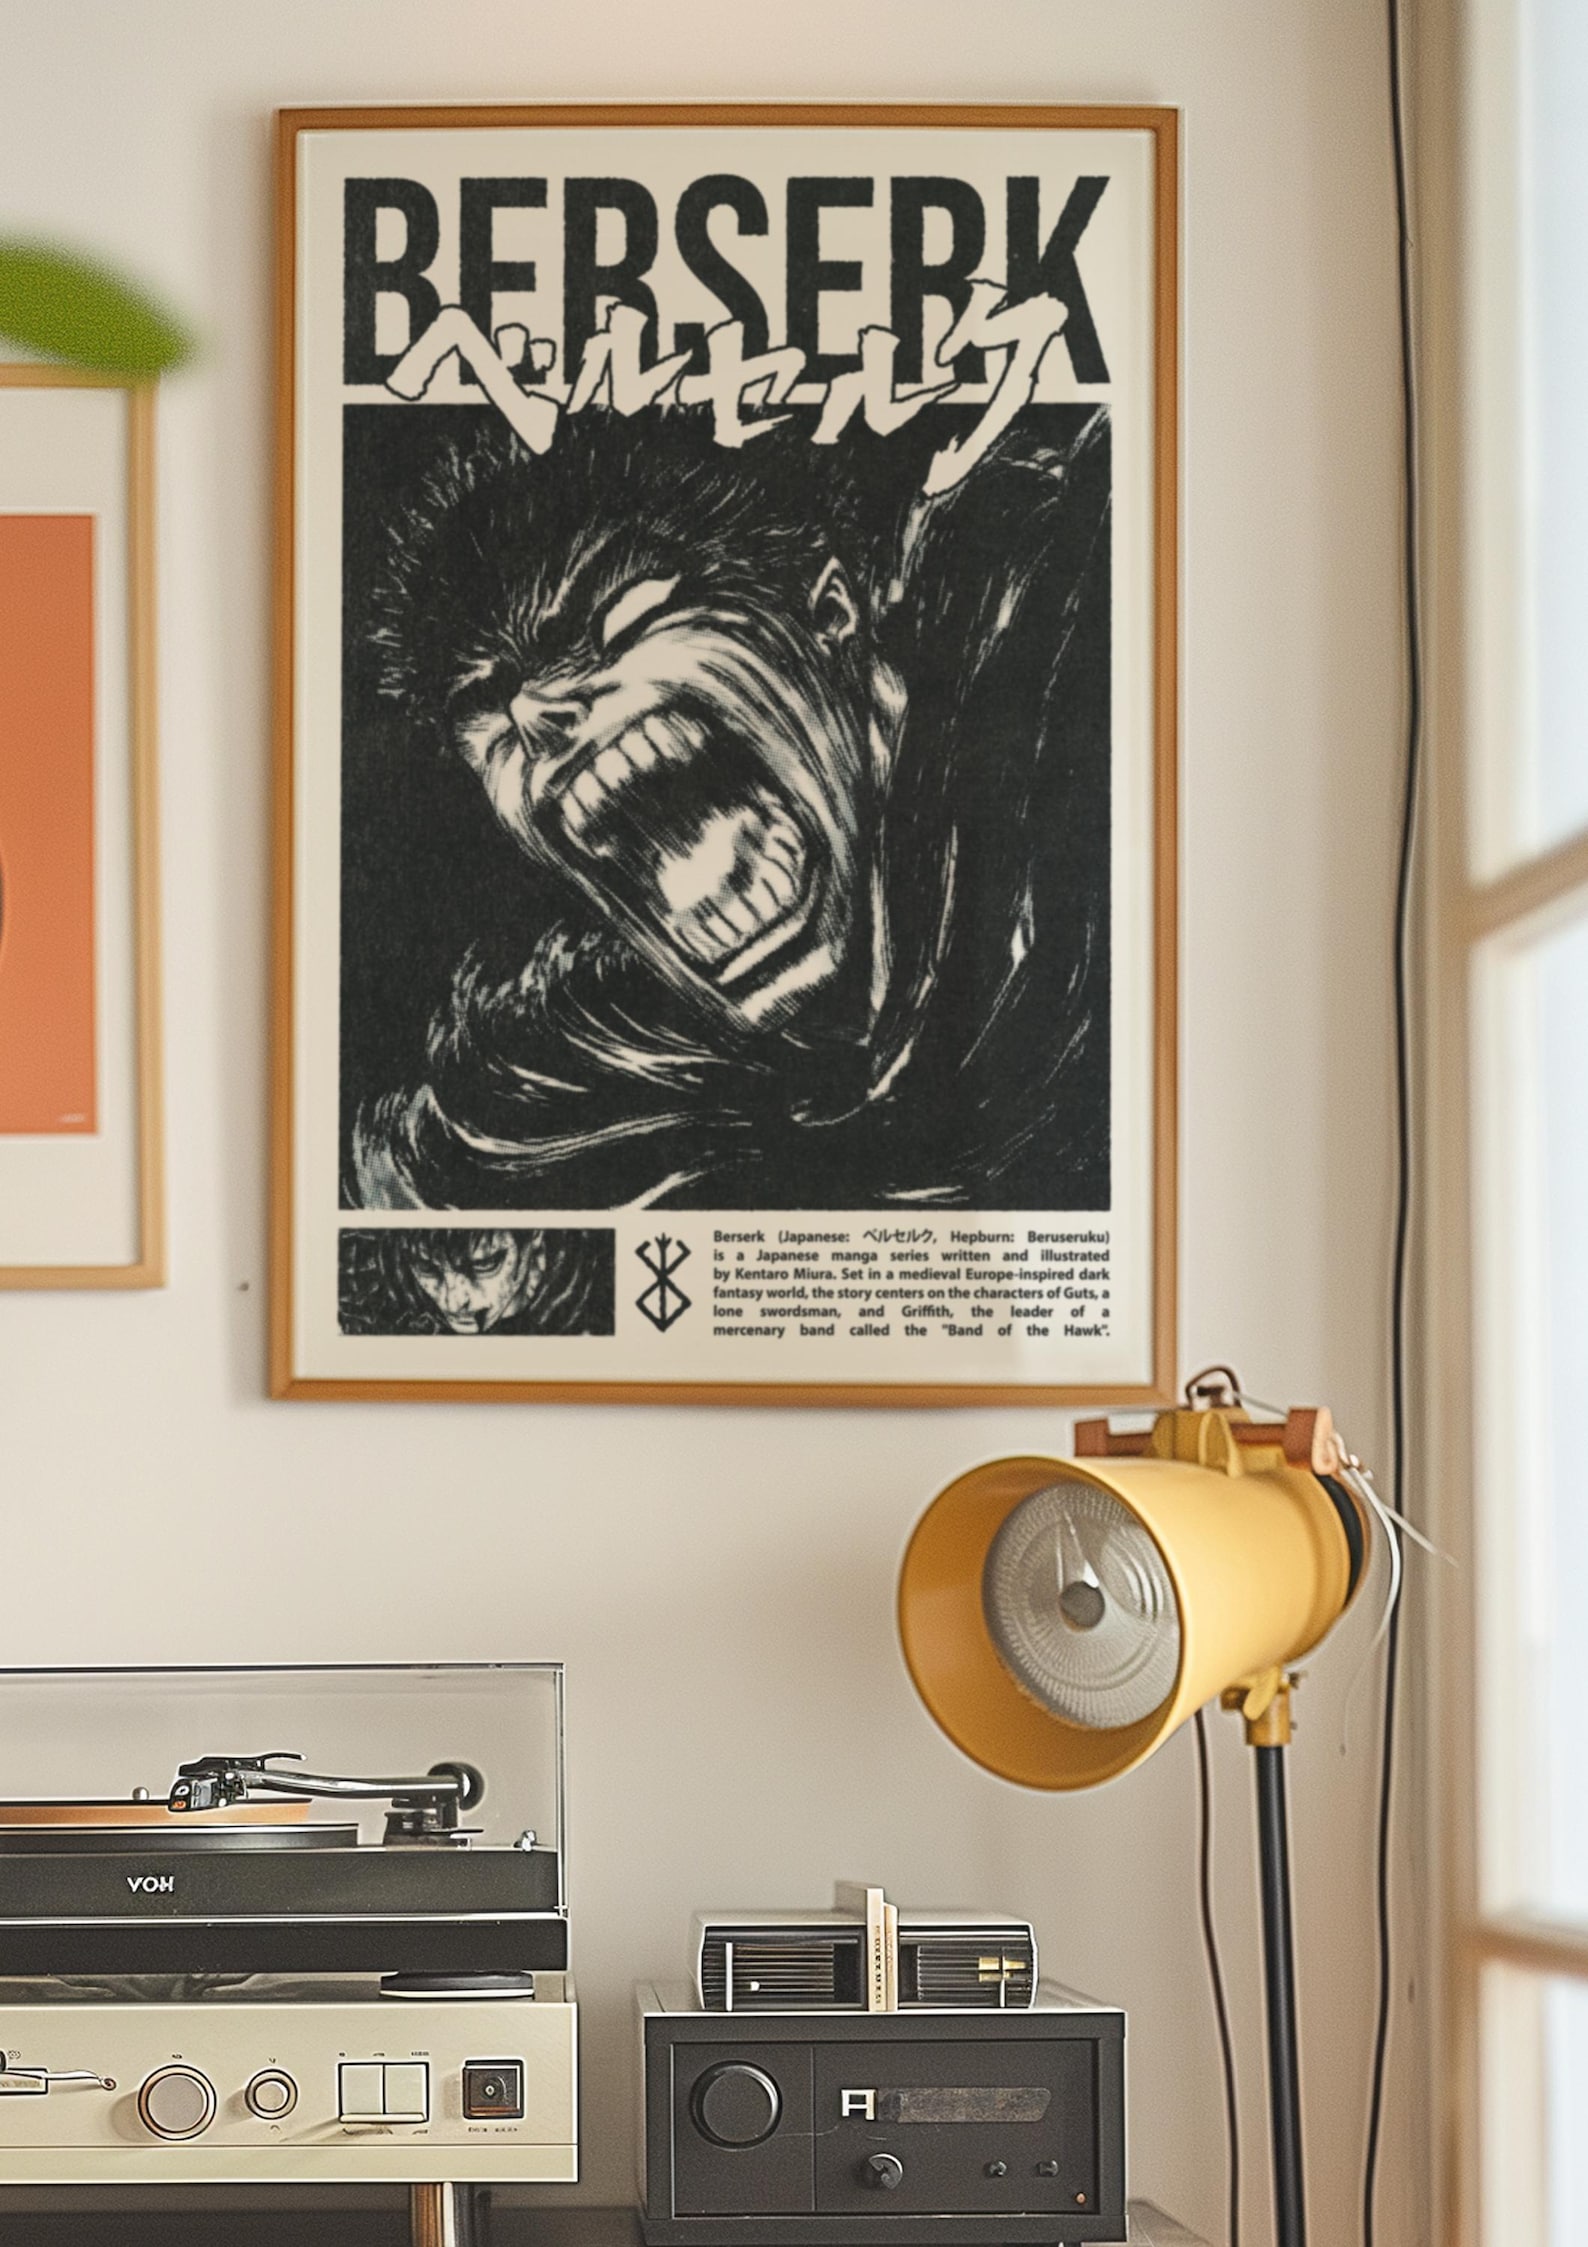 BERSERK
ベルセルク
Berserk (Japanese: ベルセルク, Hepburn: Beruseruku)
is a Japanese manga series written and illustrated
by Kentaro Miura. Set in a medieval Europe-inspired dark
fantasy world, the story centers on the characters of Guts, a
lone swordsman, and Griffith, the leader of a
mercenary band called the "Band of the Hawk".
VOH